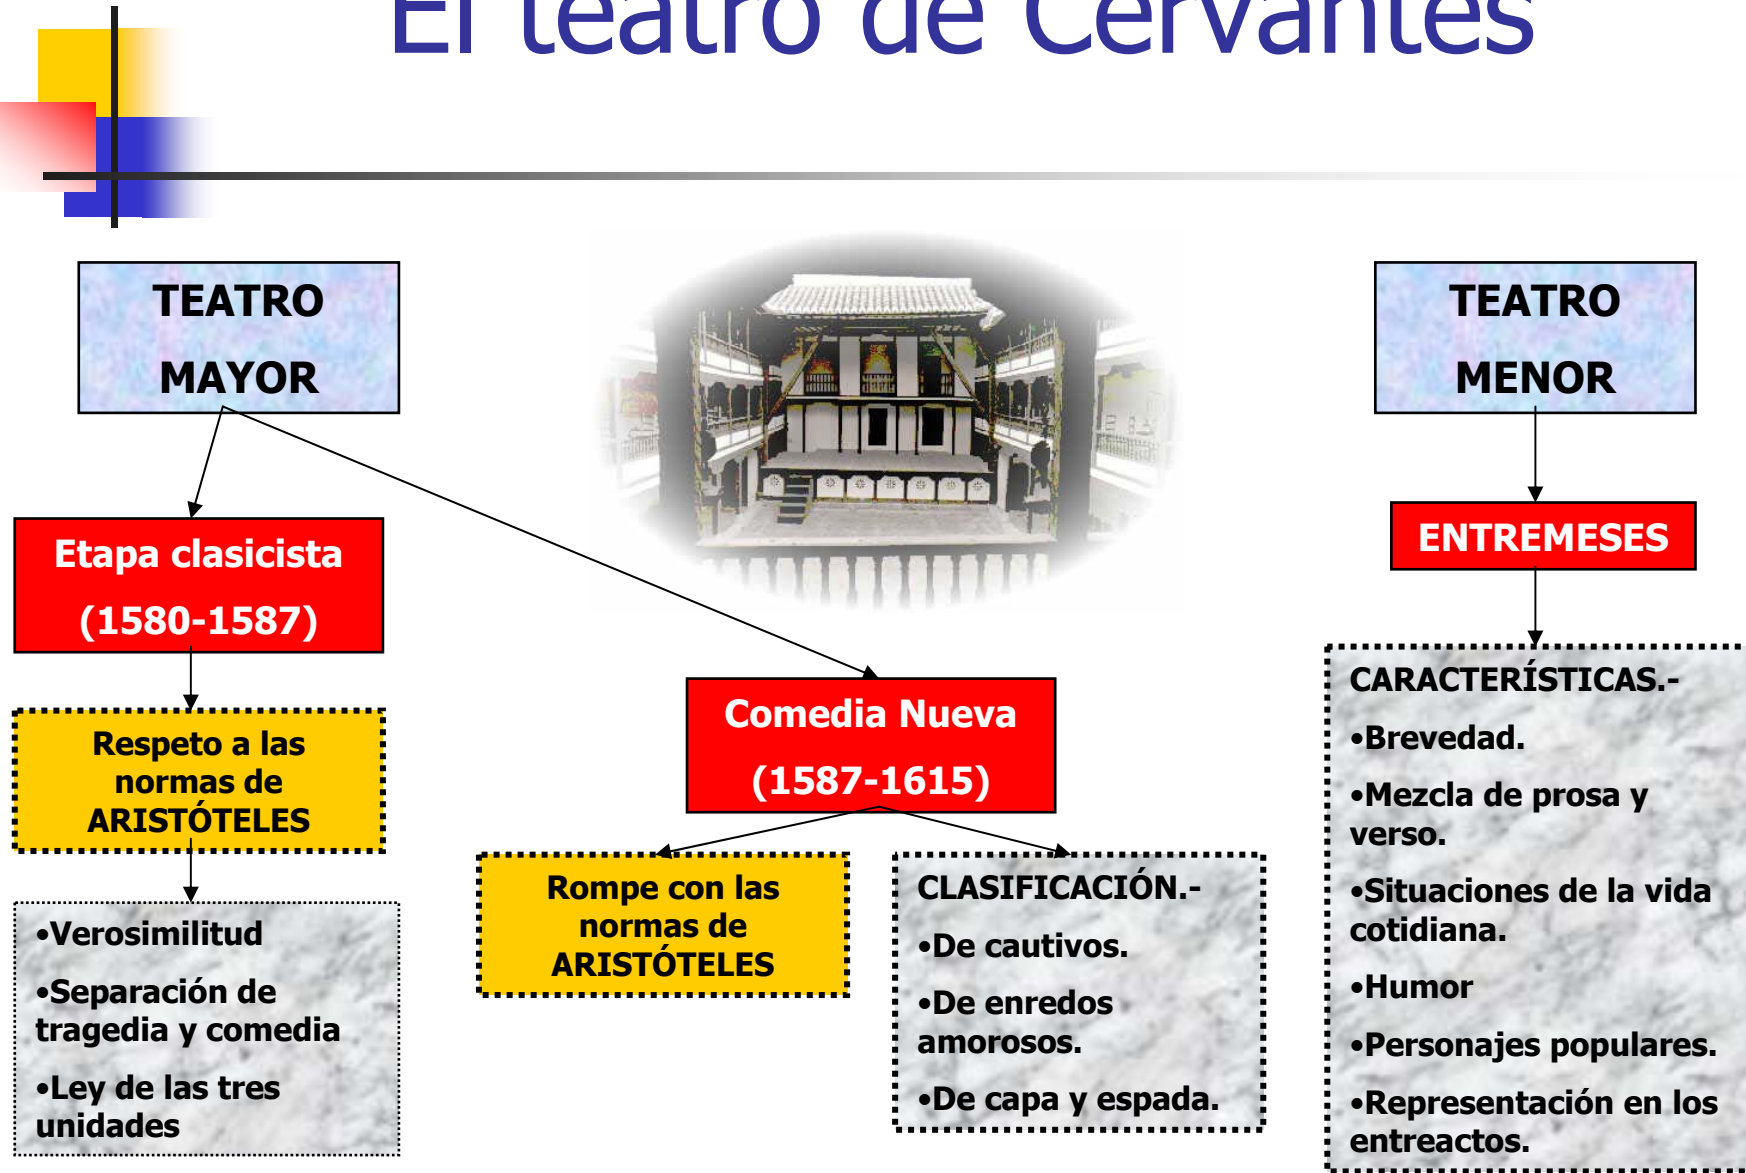 El teatro de Cervantes
TEATRO
MAYOR
TEATRO
MENOR
Etapa clasicista
(1580-1587)
ENTREMESES
Respeto a las
normas de
ARISTÓTELES
Comedia Nueva
(1587-1615)
•Verosimilitud
•Separación de
tragedia y comedia
•Ley de las tres
unidades
Rompe con las
normas de
ARISTÓTELES
CLASIFICACIÓN.-
•De cautivos.
•De enredos
amorosos.
•De capa y espada.
CARACTERÍSTICAS.-
•Brevedad.
•Mezcla de prosa y
verso.
•Situaciones de la vida
cotidiana.
•Humor
•Personajes populares.
•Representación en los
entreactos.